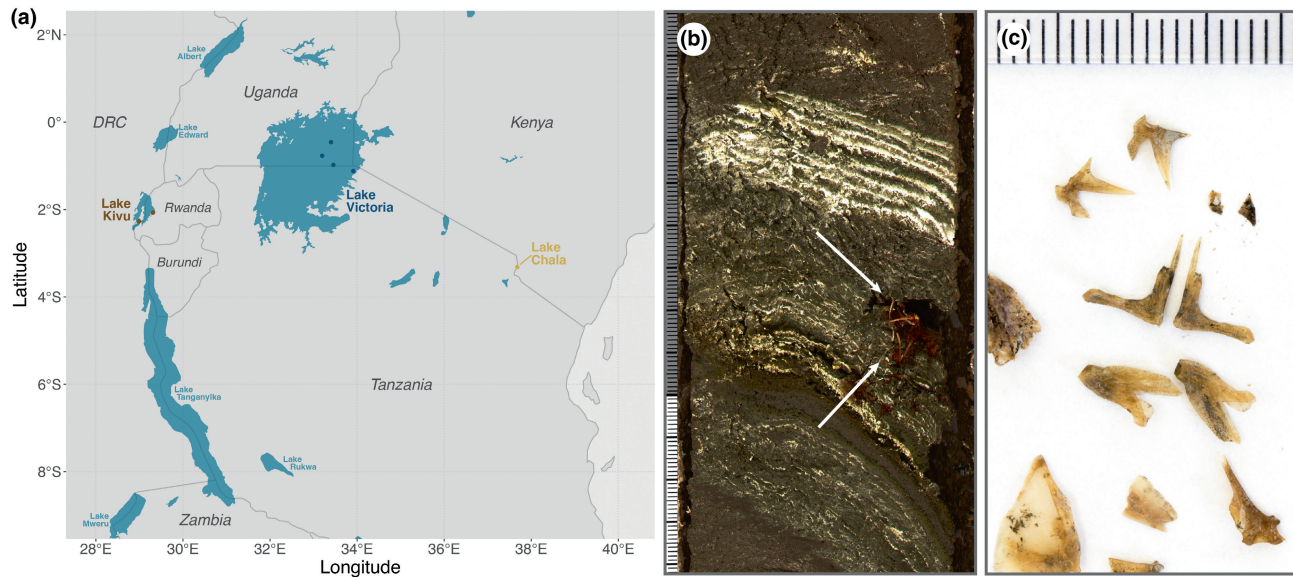 (a)
2°N
0°
2°S
4°S
6°S
8°S
Latitude
28°E
30°E
32°E
34°E
36°E
38°E
40°E
Longitude
Lake
Albert
Uganda
DRC
Lake
Edward
Kenya
Lake
Kivu
Rwanda
Lake
Victoria
Burundi
Lake
Chala
Lake
Tanganyika
Tanzania
Lake
Rukwa
Lake
Mweru
Zambia
(b)
(c)